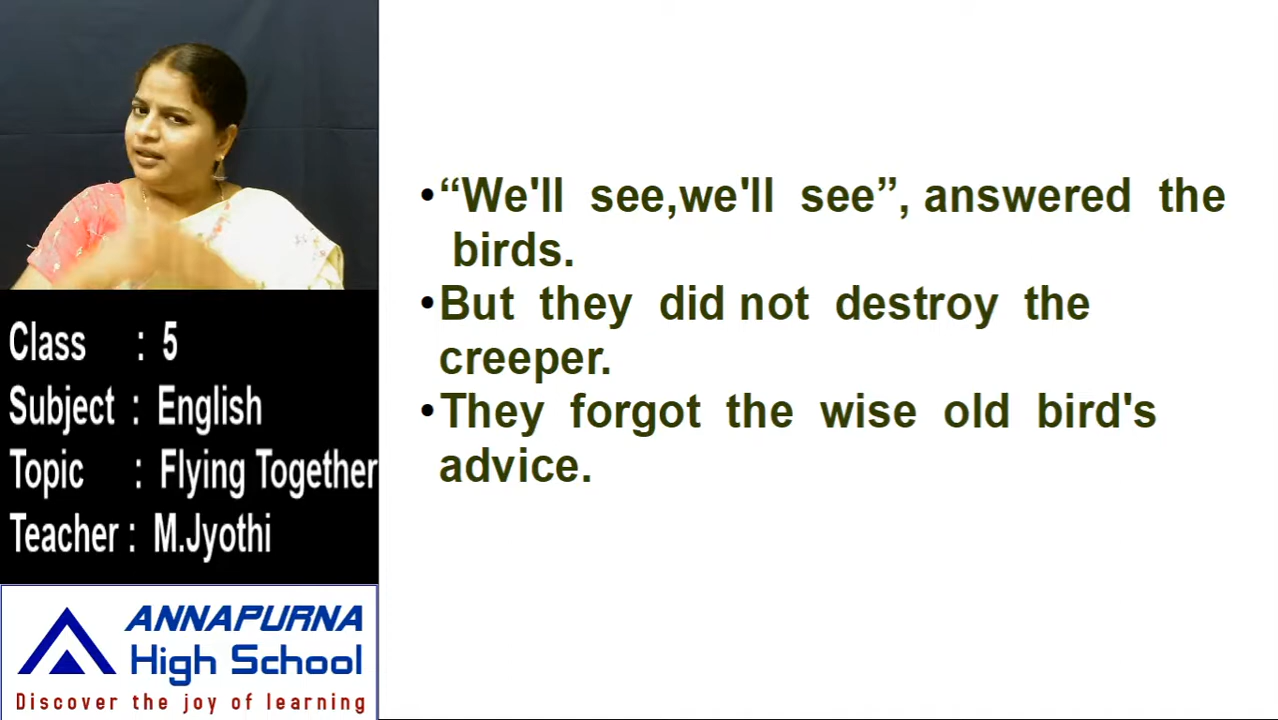 •“We'll see,we'll see”, answered the
birds.
•But they did not destroy the
creeper.
•They forgot the wise old bird's
advice.
Class : 5
Subject : English
Topic : Flying Together
Teacher : M.Jyothi
ANNAPURNA
High School
Discover the joy of learning